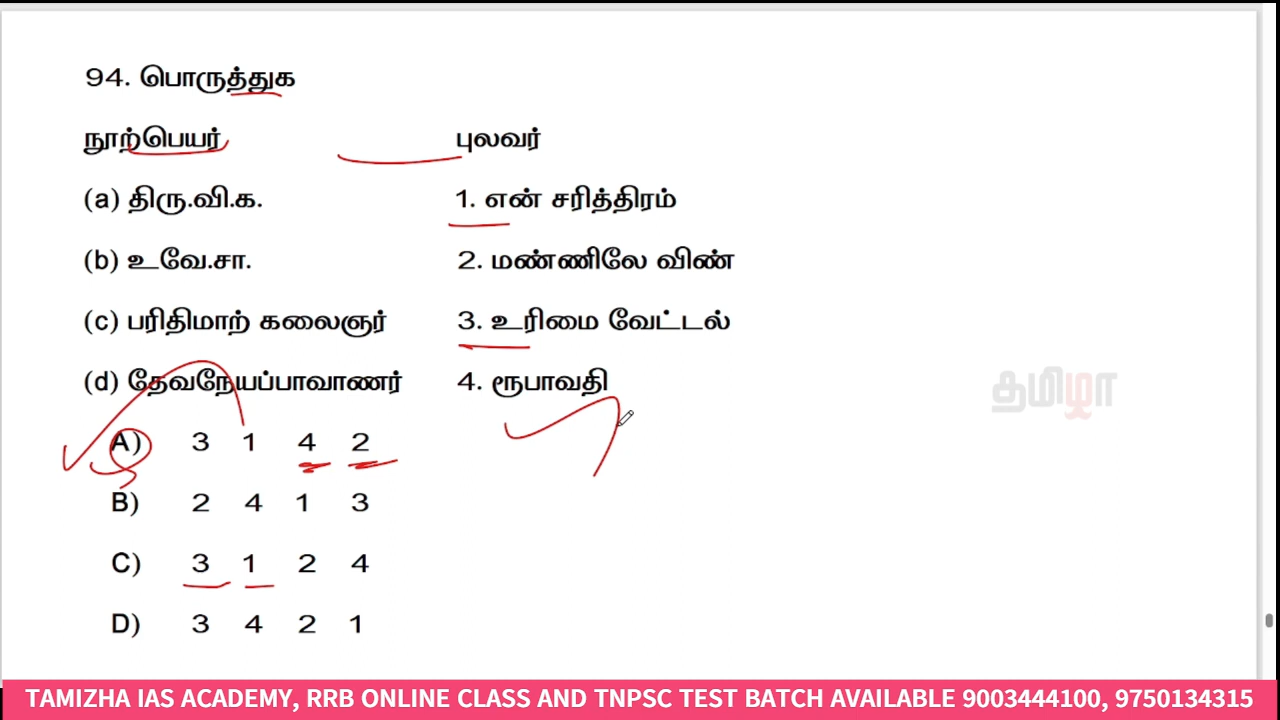 94. பொருத்துக
நூற்பெயர் புலவர்
(a) திரு.வி.க. 1. என் சரித்திரம்
(b) உவே.சா. 2. மண்ணிலே விண்
(c) பரிதிமாற் கலைஞர் 3. உரிமை வேட்டல்
(d) தேவநேயப்பாவாணர் 4. ரூபாவதி
தமிழா
A) 3 1 4 2
B) 2 4 1 3
C) 3 1 2 4
D) 3 4 2 1
TAMIZHA IAS ACADEMY, RRB ONLINE CLASS AND TNPSC TEST BATCH AVAILABLE 9003444100, 9750134315